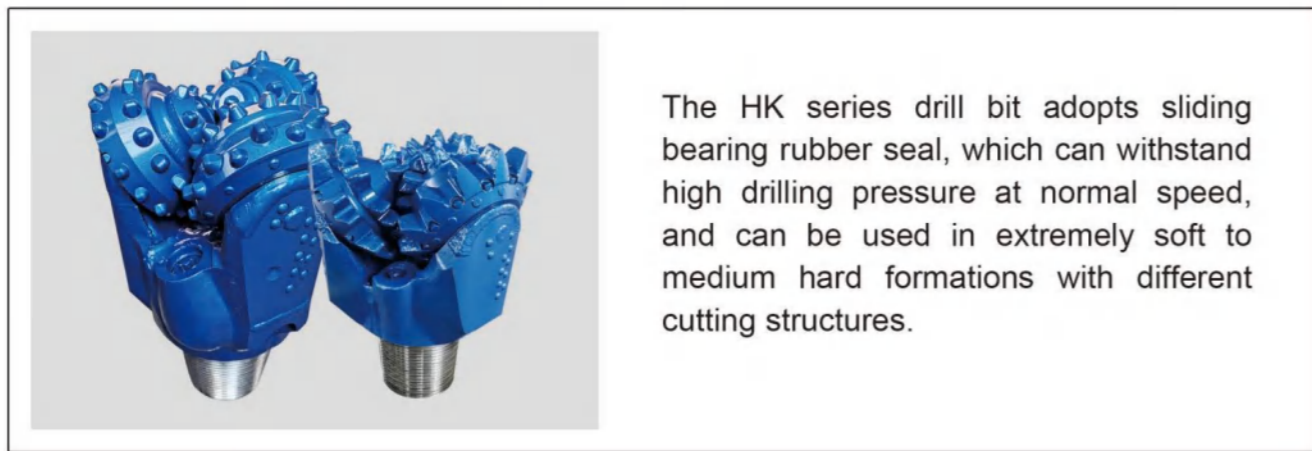 The HK series drill bit adopts sliding
bearing rubber seal, which can withstand
high drilling pressure at normal speed,
and can be used in extremely soft to
medium hard formations with different
cutting structures.